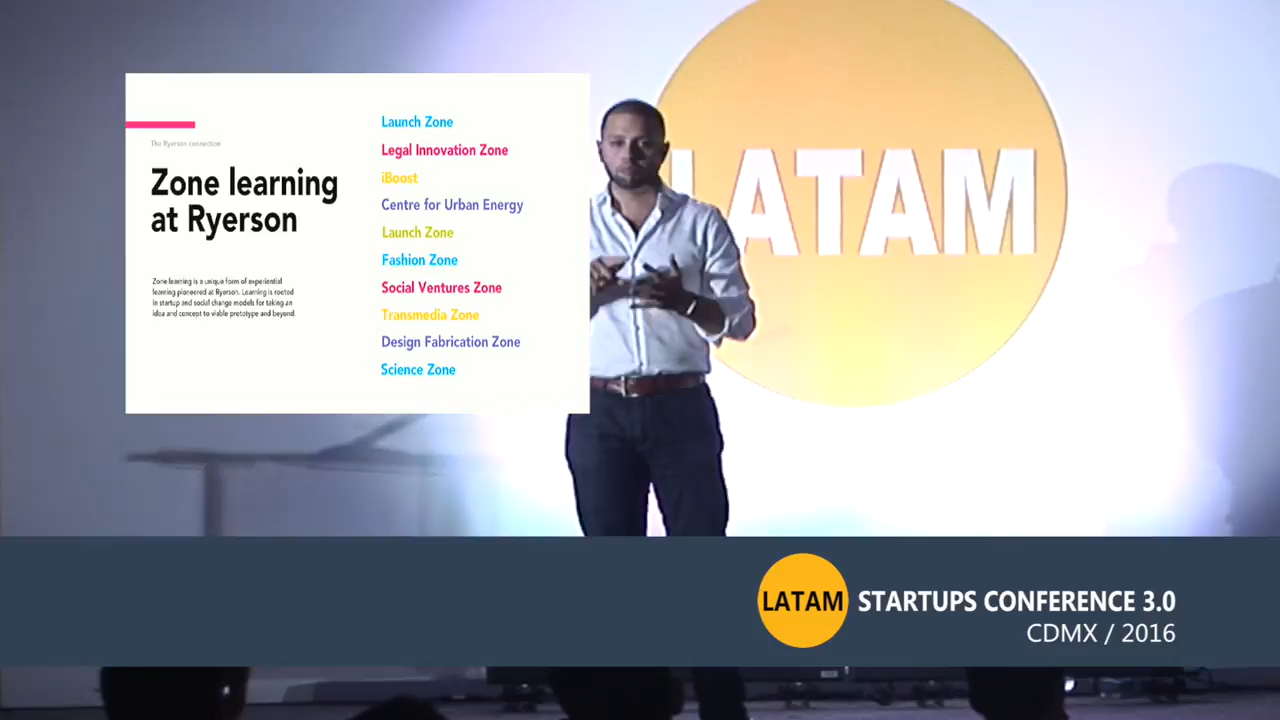 The Ryerson connection
Zone learning
at Ryerson
Zone learning is a unique form of experiential
learning pioneered at Ryerson. Learning is rooted
in startup and social change models for taking an
idea and concept to viable prototype and beyond.
Launch Zone
Legal Innovation Zone
iBoost
Centre for Urban Energy
Launch Zone
Fashion Zone
Social Ventures Zone
Transmedia Zone
Design Fabrication Zone
Science Zone
LATAM
LATAM
STARTUPS CONFERENCE 3.0
CDMX / 2016